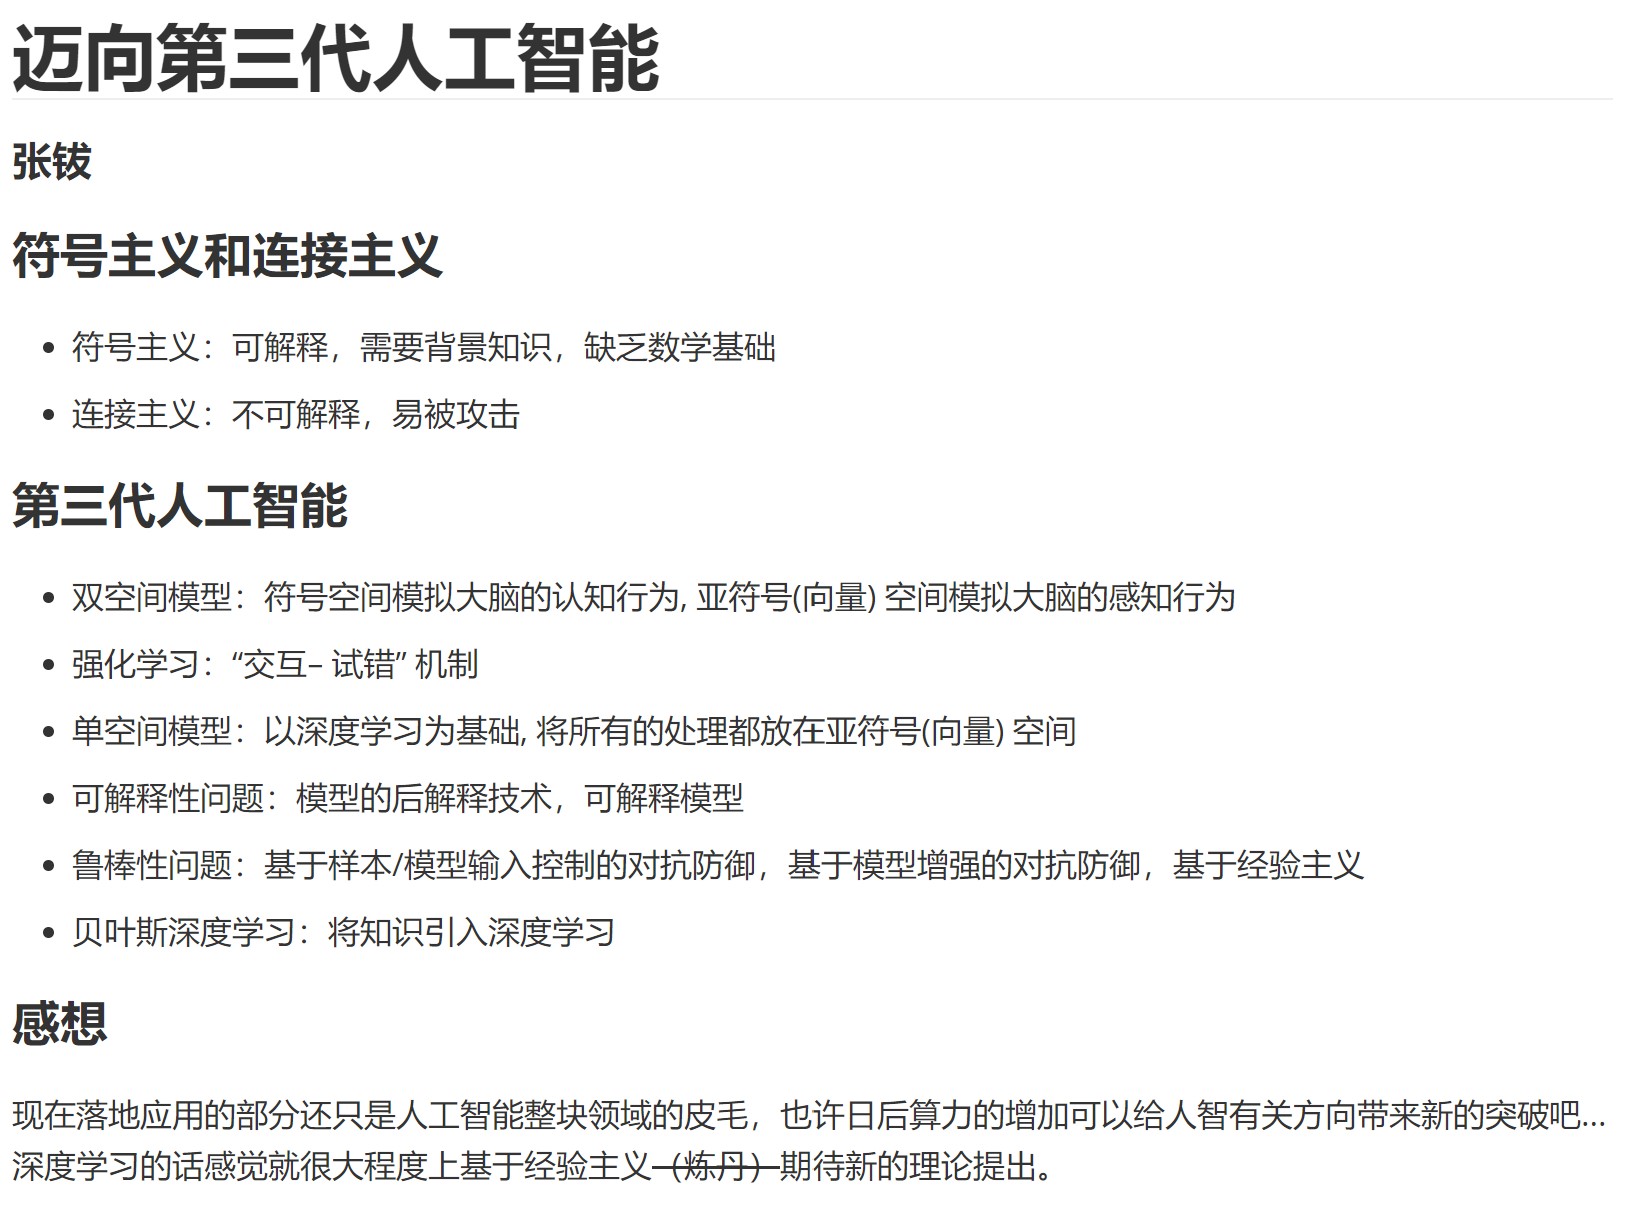 迈向第三代人工智能
张钹
符号主义和连接主义
符号主义：可解释，需要背景知识，缺乏数学基础
连接主义：不可解释，易被攻击
第三代人工智能
双空间模型：符号空间模拟大脑的认知行为, 亚符号(向量) 空间模拟大脑的感知行为
强化学习：“交互– 试错” 机制
单空间模型：以深度学习为基础, 将所有的处理都放在亚符号(向量) 空间
可解释性问题：模型的后解释技术，可解释模型
鲁棒性问题：基于样本/模型输入控制的对抗防御，基于模型增强的对抗防御，基于经验主义
贝叶斯深度学习：将知识引入深度学习
感想
现在落地应用的部分还只是人工智能整块领域的皮毛，也许日后算力的增加可以给人智有关方向带来新的突破吧...
深度学习的话感觉就很大程度上基于经验主义（炼丹）期待新的理论提出。